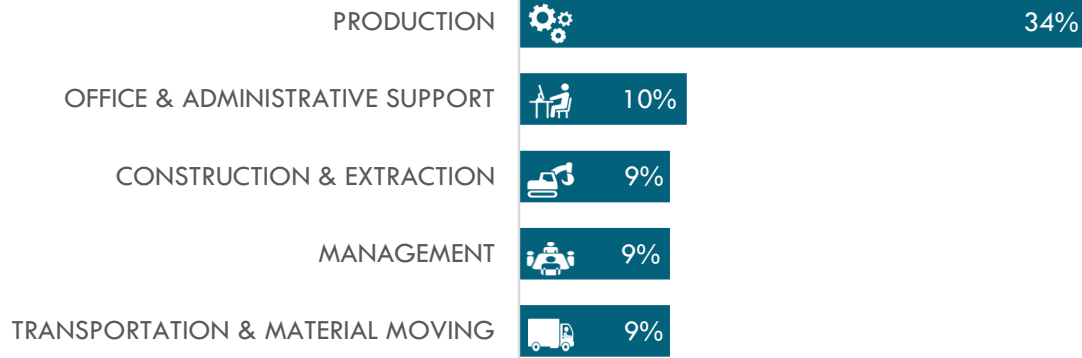 PRODUCTION 34%
OFFICE & ADMINISTRATIVE SUPPORT 10%
CONSTRUCTION & EXTRACTION 9%
MANAGEMENT 9%
TRANSPORTATION & MATERIAL MOVING 9%